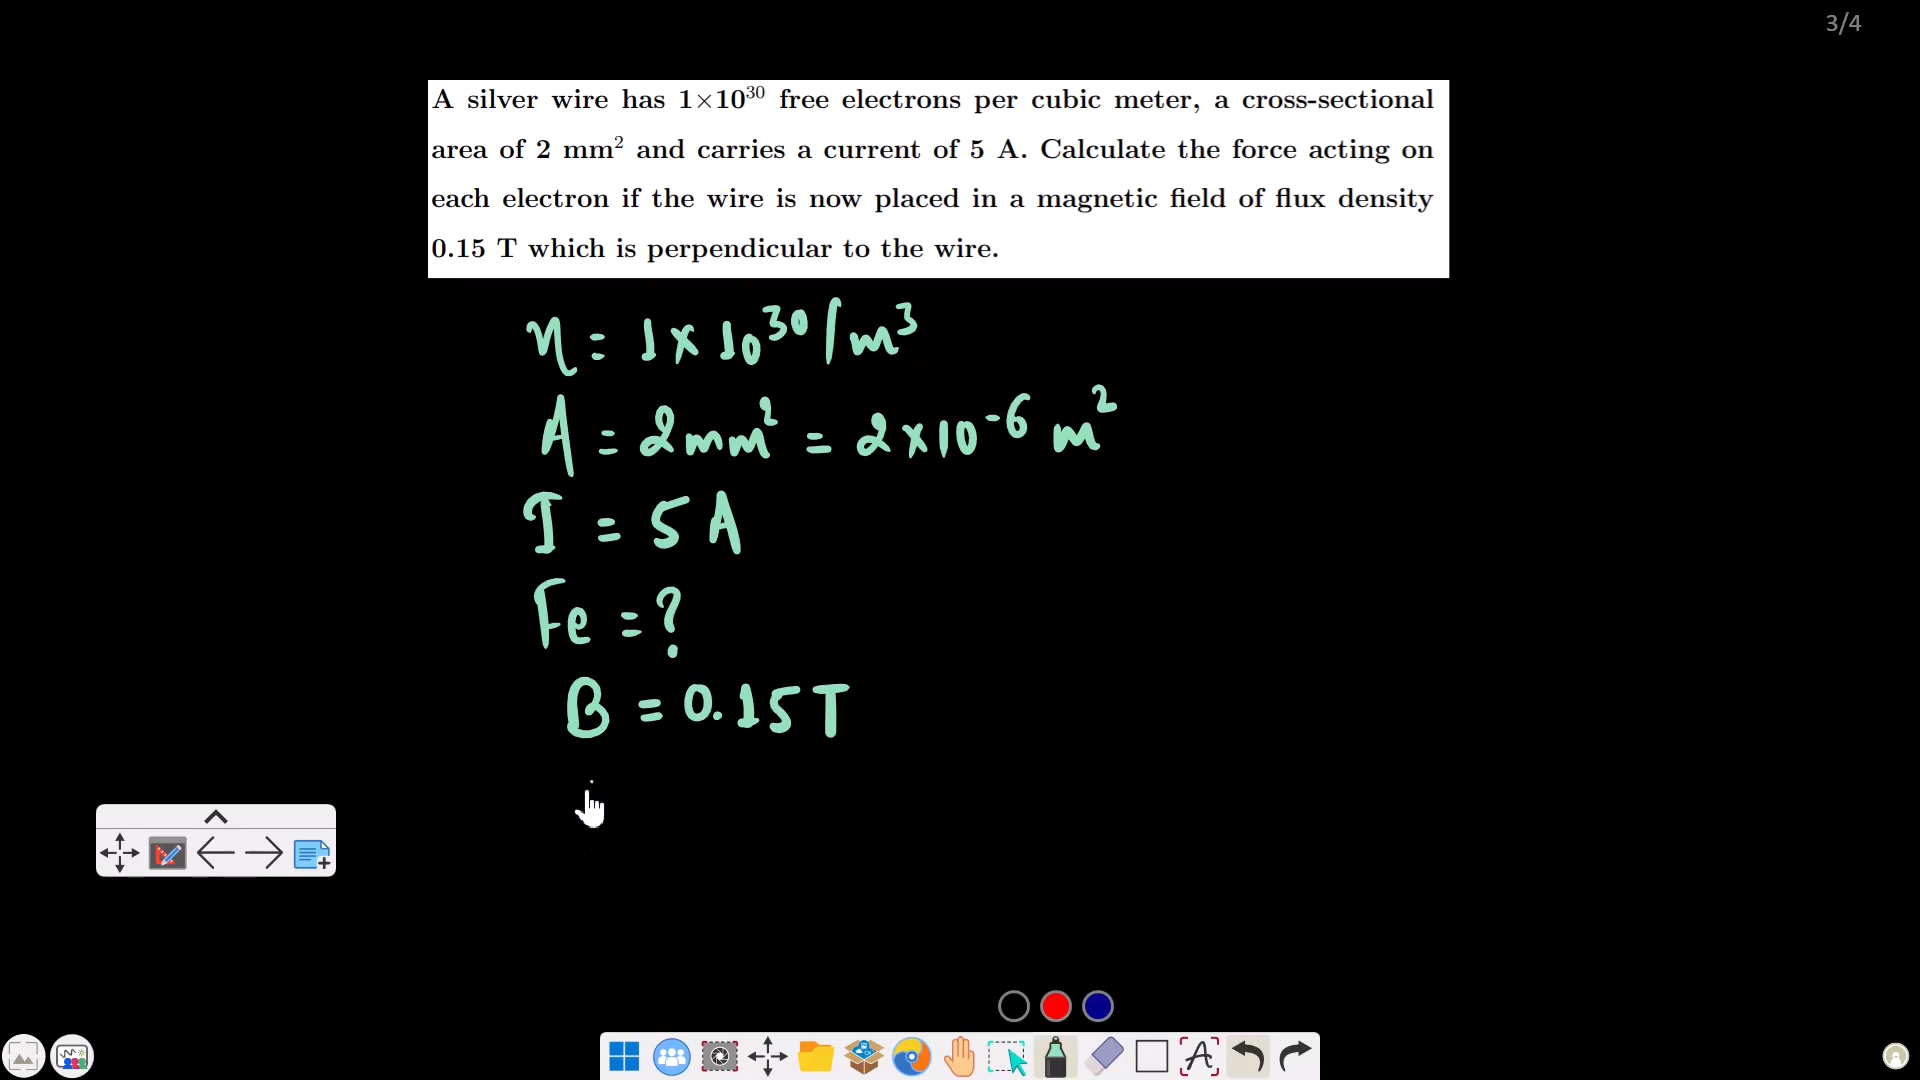 3/4
A silver wire has 1×10³⁰ free electrons per cubic meter, a cross-sectional
area of 2 mm² and carries a current of 5 A. Calculate the force acting on
each electron if the wire is now placed in a magnetic field of flux density
0.15 T which is perpendicular to the wire.
η = 1 × 10³⁰/m³
A = 2mm² = 2×10⁻⁶ m²
I = 5 A
Fe = ?
B = 0.15 T